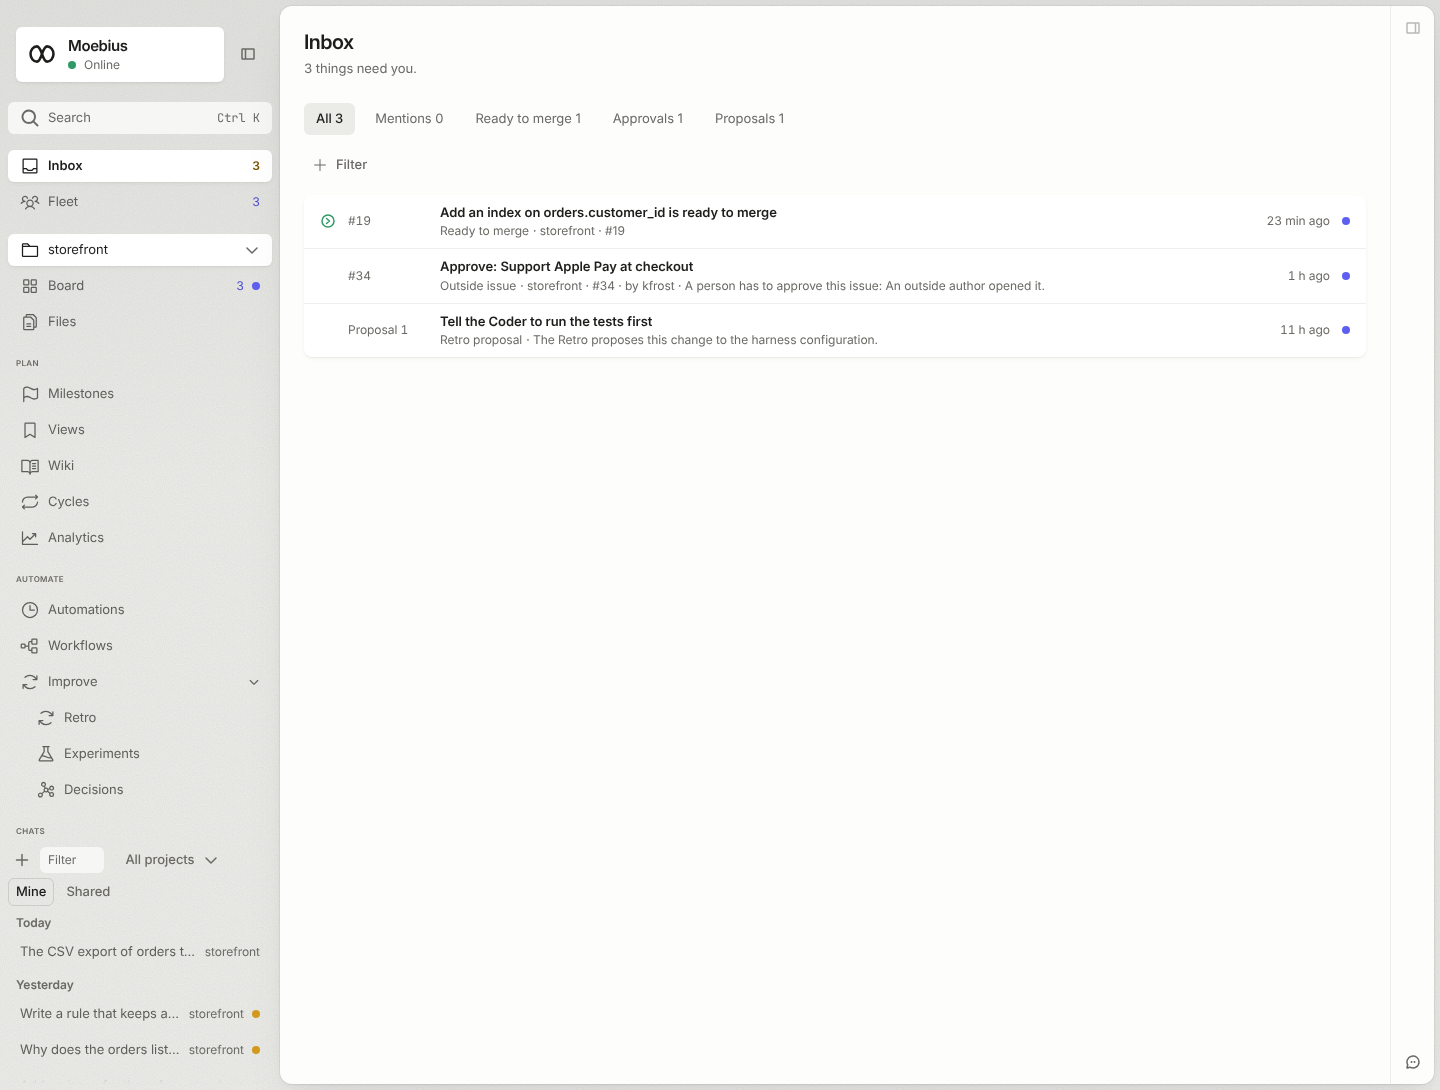 Moebius
Online
Search Ctrl K
Inbox 3
Fleet 3
storefront
Board 3
Files
PLAN
Milestones
Views
Wiki
Cycles
Analytics
AUTOMATE
Automations
Workflows
Improve
Retro
Experiments
Decisions
CHATS
Filter All projects
Mine Shared
Today
The CSV export of orders t... storefront
Yesterday
Write a rule that keeps a... storefront
Why does the orders list... storefront
Inbox
3 things need you.
All 3 Mentions 0 Ready to merge 1 Approvals 1 Proposals 1
Filter
#19 Add an index on orders.customer_id is ready to merge 23 min ago
Ready to merge · storefront · #19
#34 Approve: Support Apple Pay at checkout 1 h ago
Outside issue · storefront · #34 · by kfrost · A person has to approve this issue: An outside author opened it.
Proposal 1 Tell the Coder to run the tests first 11 h ago
Retro proposal · The Retro proposes this change to the harness configuration.